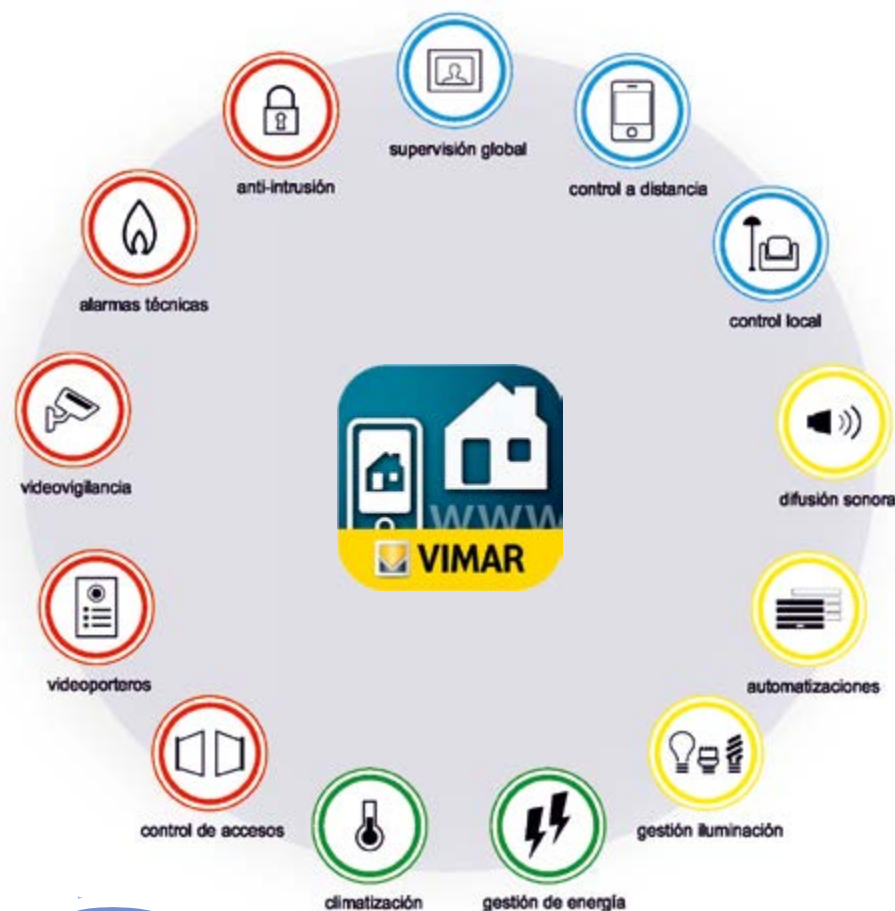 supervisión global
control a distancia
anti-intrusión
control local
alarmas técnicas
difusión sonora
videovigilancia
www
VIMAR
videoporteros
automatizaciones
control de accesos
gestión iluminación
climatización
gestión de energía